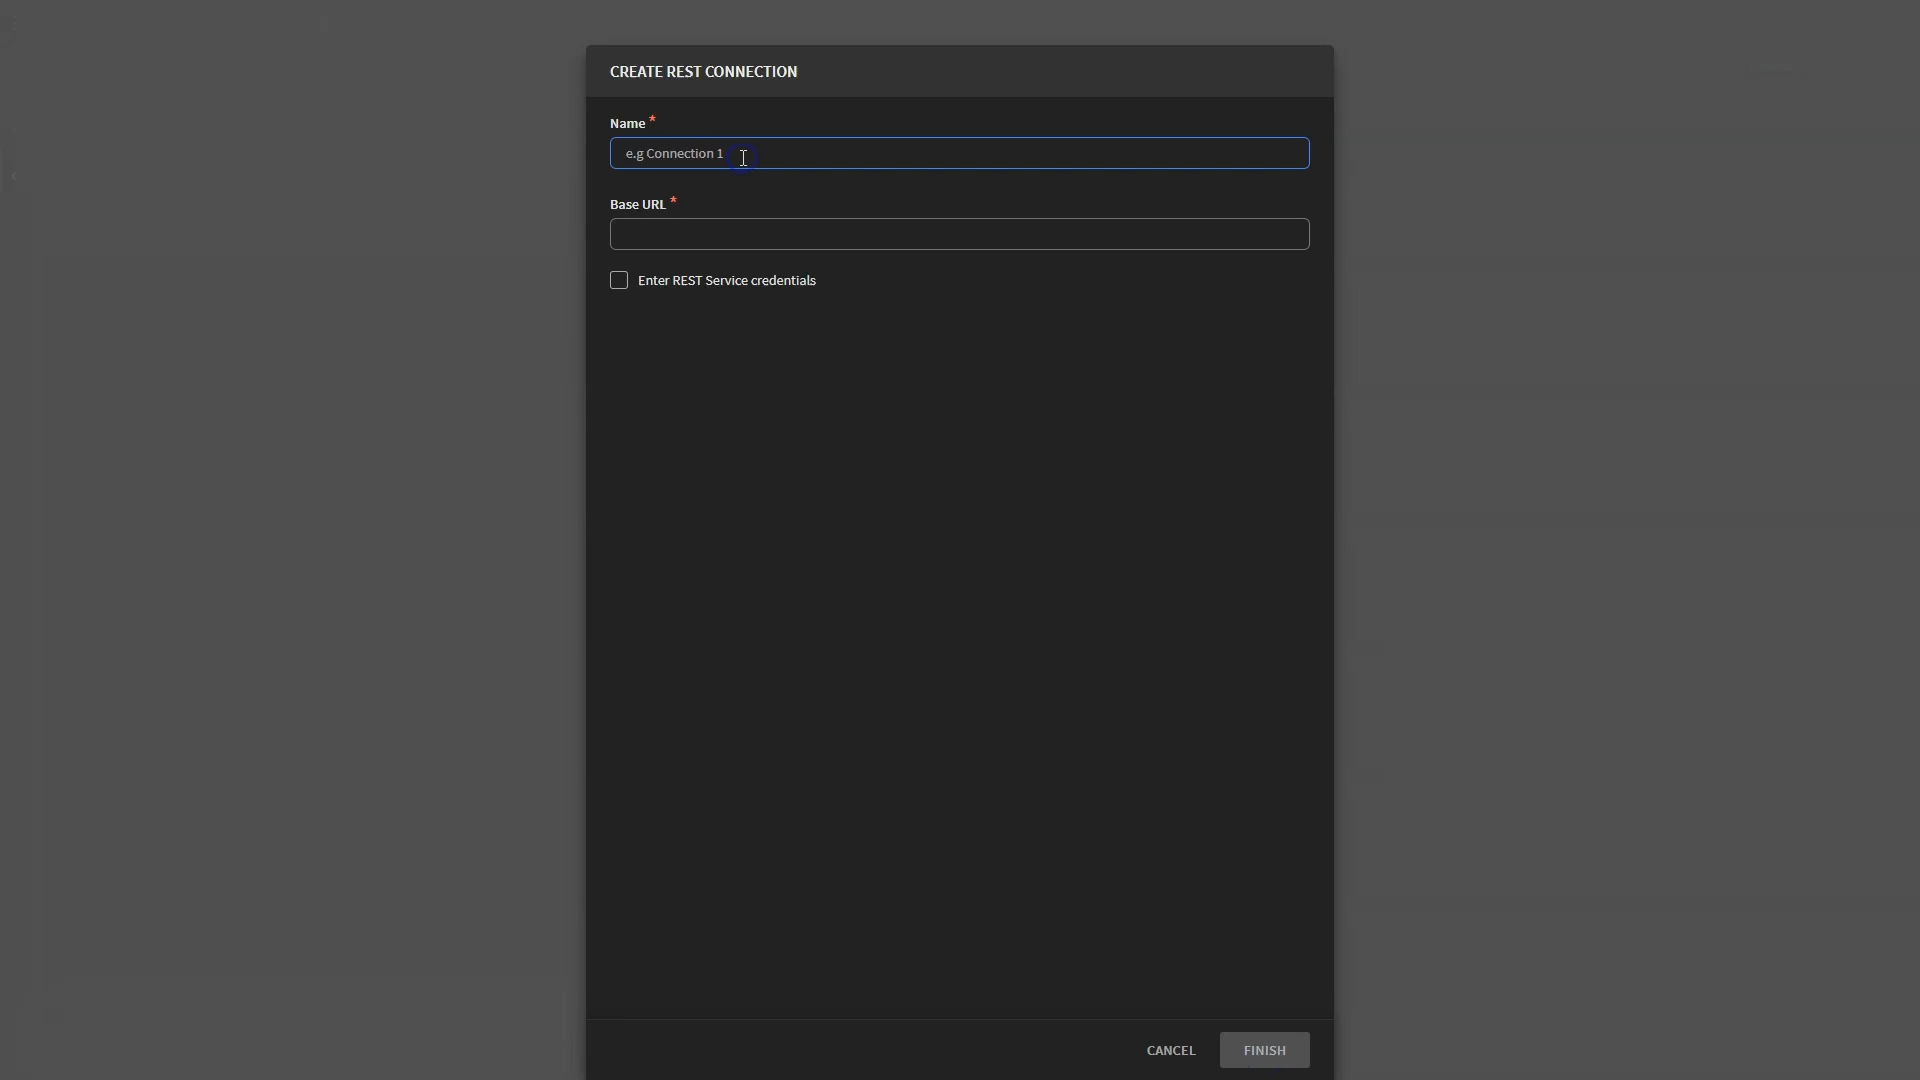 CREATE REST CONNECTION
Name *
e.g Connection 1
Base URL *
Enter REST Service credentials
CANCEL
FINISH